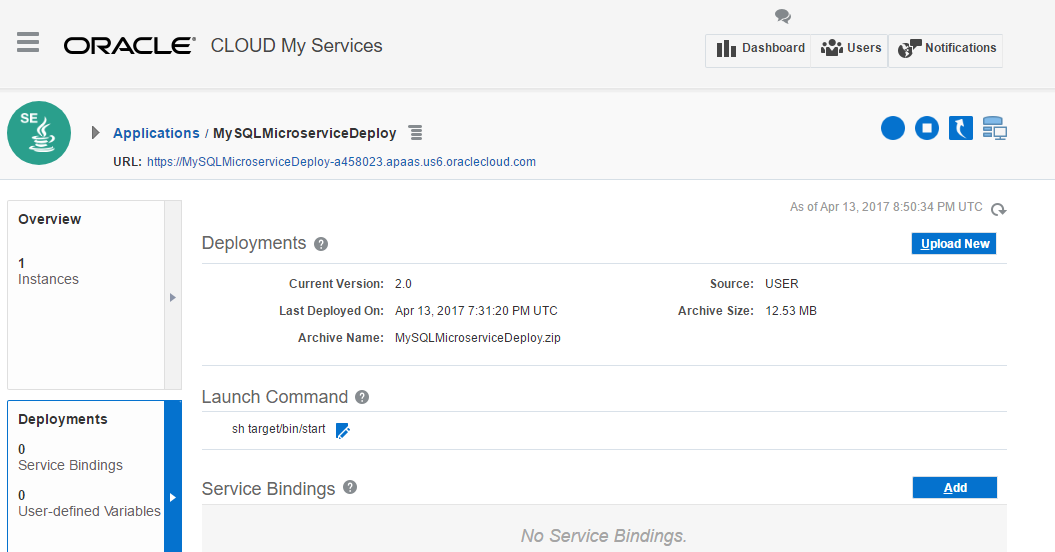 ORACLE CLOUD My Services
Dashboard Users Notifications
SE
Applications / MySQLMicroserviceDeploy
URL: https://MySQLMicroserviceDeploy-a458023.apaas.us6.oraclecloud.com
As of Apr 13, 2017 8:50:34 PM UTC
Overview
1
Instances
Deployments
0
Service Bindings
0
User-defined Variables
Deployments ?
Upload New
Current Version: 2.0
Source: USER
Last Deployed On: Apr 13, 2017 7:31:20 PM UTC
Archive Size: 12.53 MB
Archive Name: MySQLMicroserviceDeploy.zip
Launch Command ?
sh target/bin/start
Service Bindings ?
Add
No Service Bindings.